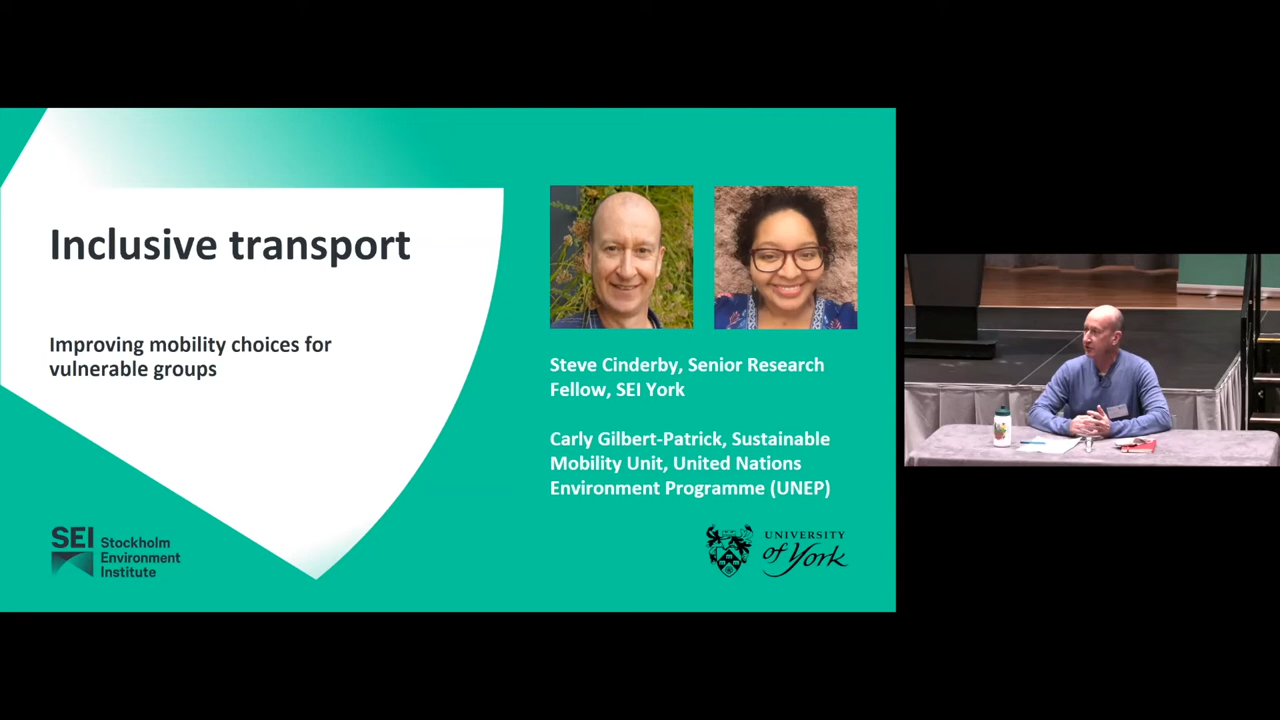 Inclusive transport
Improving mobility choices for
vulnerable groups
Steve Cinderby, Senior Research
Fellow, SEI York
Carly Gilbert-Patrick, Sustainable
Mobility Unit, United Nations
Environment Programme (UNEP)
SEI Stockholm
Environment
Institute
UNIVERSITY
of York